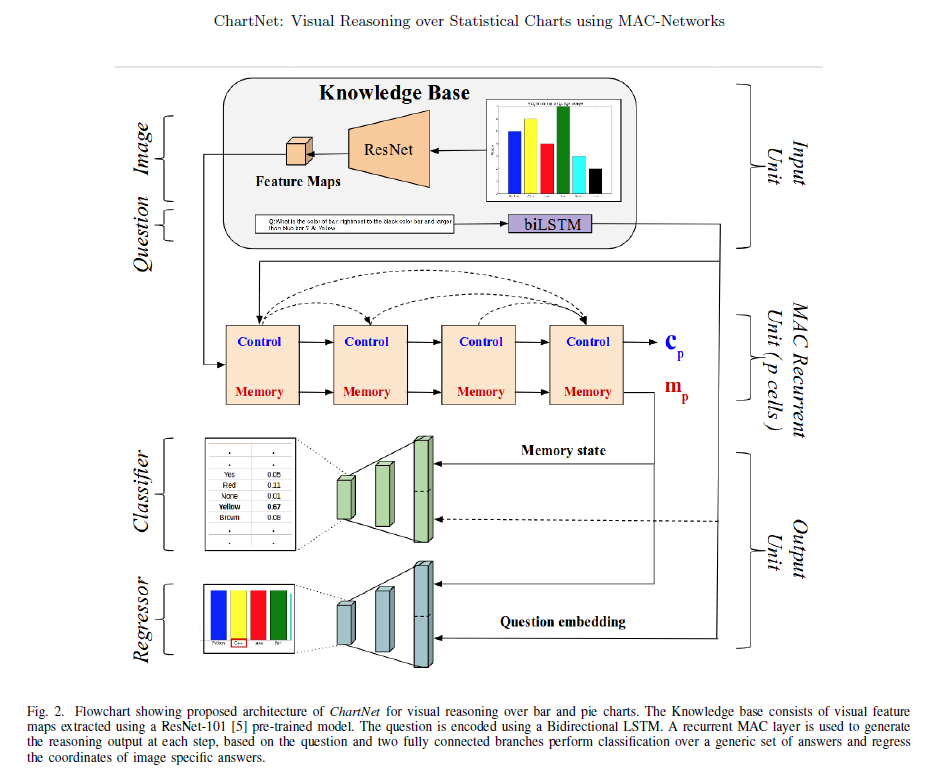 ChartNet: Visual Reasoning over Statistical Charts using MAC-Networks
Knowledge Base
Image
ResNet
Feature Maps
Question
Q:What is the color of bar rightmost to the black color bar and larger
than blue bar ? A: Yellow
biLSTM
Input
Unit
Control
Control
Control
Control
c
p
Memory
Memory
Memory
Memory
m
p
MAC Recurrent
Unit ( p cells )
Classifier
Yes 0.05
Red 0.11
None 0.01
Yellow 0.67
Brown 0.08
Memory state
Output
Unit
Regressor
Python C++ Java Perl
Question embedding
Fig. 2. Flowchart showing proposed architecture of ChartNet for visual reasoning over bar and pie charts. The Knowledge base consists of visual feature
maps extracted using a ResNet-101 [5] pre-trained model. The question is encoded using a Bidirectional LSTM. A recurrent MAC layer is used to generate
the reasoning output at each step, based on the question and two fully connected branches perform classification over a generic set of answers and regress
the coordinates of image specific answers.